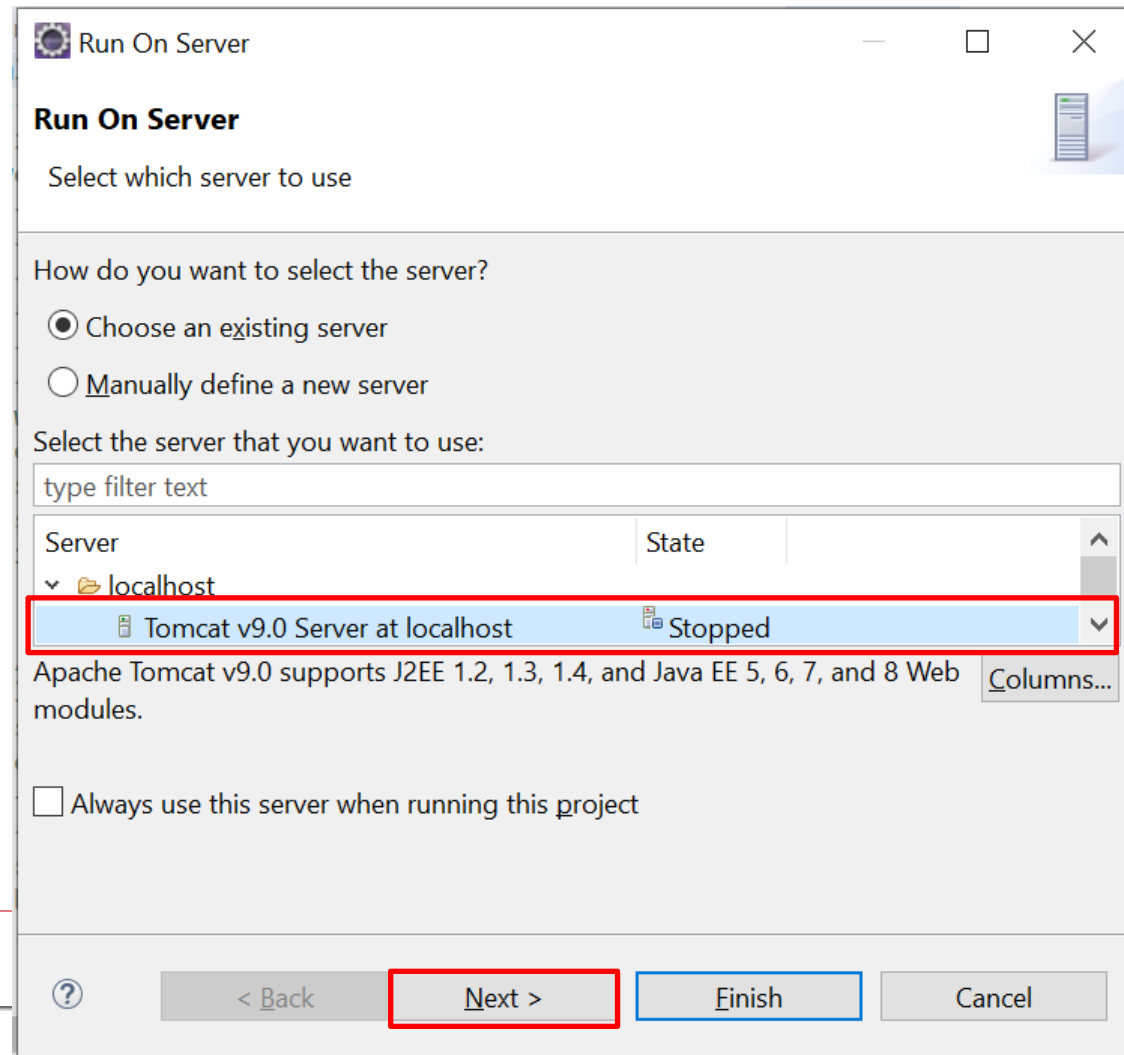 Run On Server
Run On Server
Select which server to use
How do you want to select the server?
Choose an existing server
Manually define a new server
Select the server that you want to use:
type filter text
Server State
localhost
Tomcat v9.0 Server at localhost Stopped
Apache Tomcat v9.0 supports J2EE 1.2, 1.3, 1.4, and Java EE 5, 6, 7, and 8 Web
modules.
Columns...
Always use this server when running this project
< Back Next > Finish Cancel